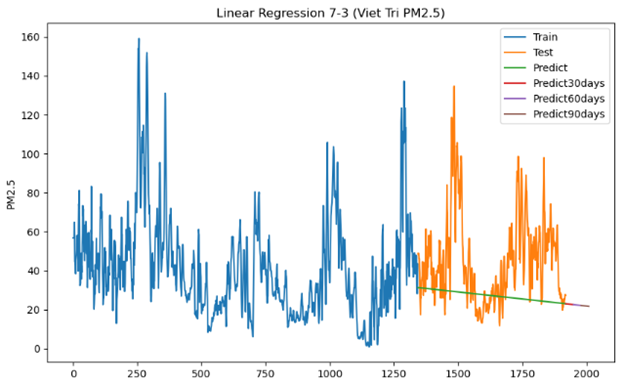 Linear Regression 7-3 (Viet Tri PM2.5)
Train
Test
Predict
Predict30days
Predict60days
Predict90days
PM2.5
160
140
120
100
80
60
40
20
0
0 250 500 750 1000 1250 1500 1750 2000